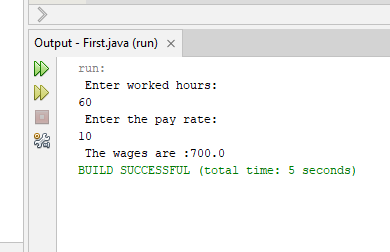 Output - First.java (run) ×
run:
Enter worked hours:
60
Enter the pay rate:
10
The wages are :700.0
BUILD SUCCESSFUL (total time: 5 seconds)